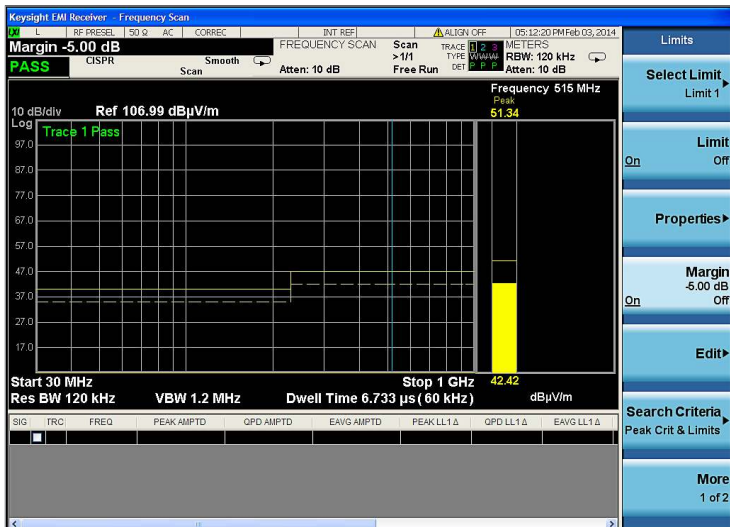 Keysight EMI Receiver - Frequency Scan
L RF PRESEL 50 Ω AC CORREC INT REF ALIGN OFF 05:12:20 PM Feb 03, 2014
Margin -5.00 dB
PASS
CISPR
Smooth
Scan
FREQUENCY SCAN
Atten: 10 dB
Scan
>1/1
Free Run
TRACE 1 2 3
TYPE
DET P P P
METERS
RBW: 120 kHz
Atten: 10 dB
Frequency 515 MHz
Peak
51.34
10 dB/div Ref 106.99 dBµV/m
Log
Trace 1 Pass
97.0
87.0
77.0
67.0
57.0
47.0
37.0
27.0
17.0
42.42
dBµV/m
Start 30 MHz Stop 1 GHz
Res BW 120 kHz VBW 1.2 MHz Dwell Time 6.733 µs (60 kHz)
SIG TRC FREQ PEAK AMPTD QPD AMPTD EAVG AMPTD PEAK LL1 Δ QPD LL1 Δ EAVG LL1 Δ
Limits
Select Limit
Limit 1
Limit
On Off
Properties
Margin
-5.00 dB
On Off
Edit
Search Criteria
Peak Crit & Limits
More
1 of 2